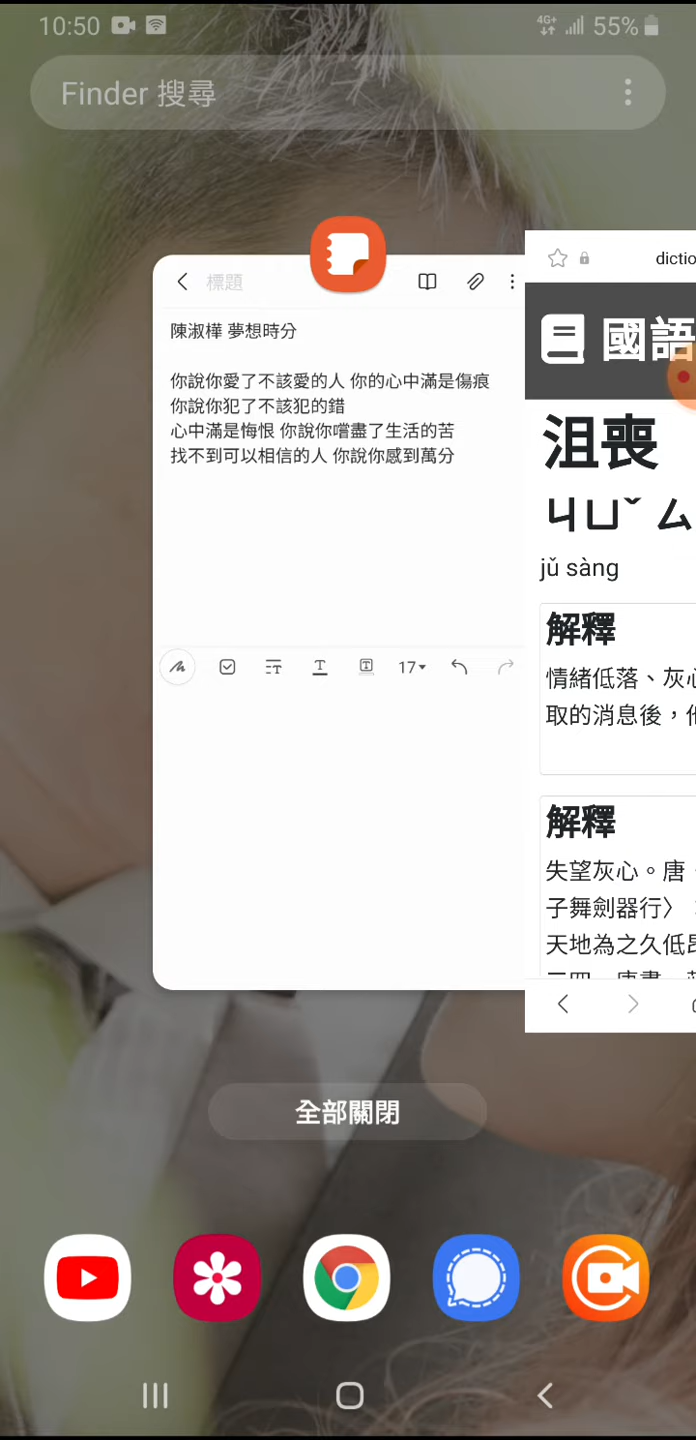 10:50
4G+
55%
Finder 搜尋
標題
陳淑樺 夢想時分
你說你愛了不該愛的人 你的心中滿是傷痕
你說你犯了不該犯的錯
心中滿是悔恨 你說你嚐盡了生活的苦
找不到可以相信的人 你說你感到萬分
17
dictio
國語
沮喪
ㄐㄩˇ ㄙ
jǔ sàng
解釋
情緒低落、灰心
取的消息後，他
解釋
失望灰心。唐
子舞劍器行〉
天地為之久低昂
全部關閉